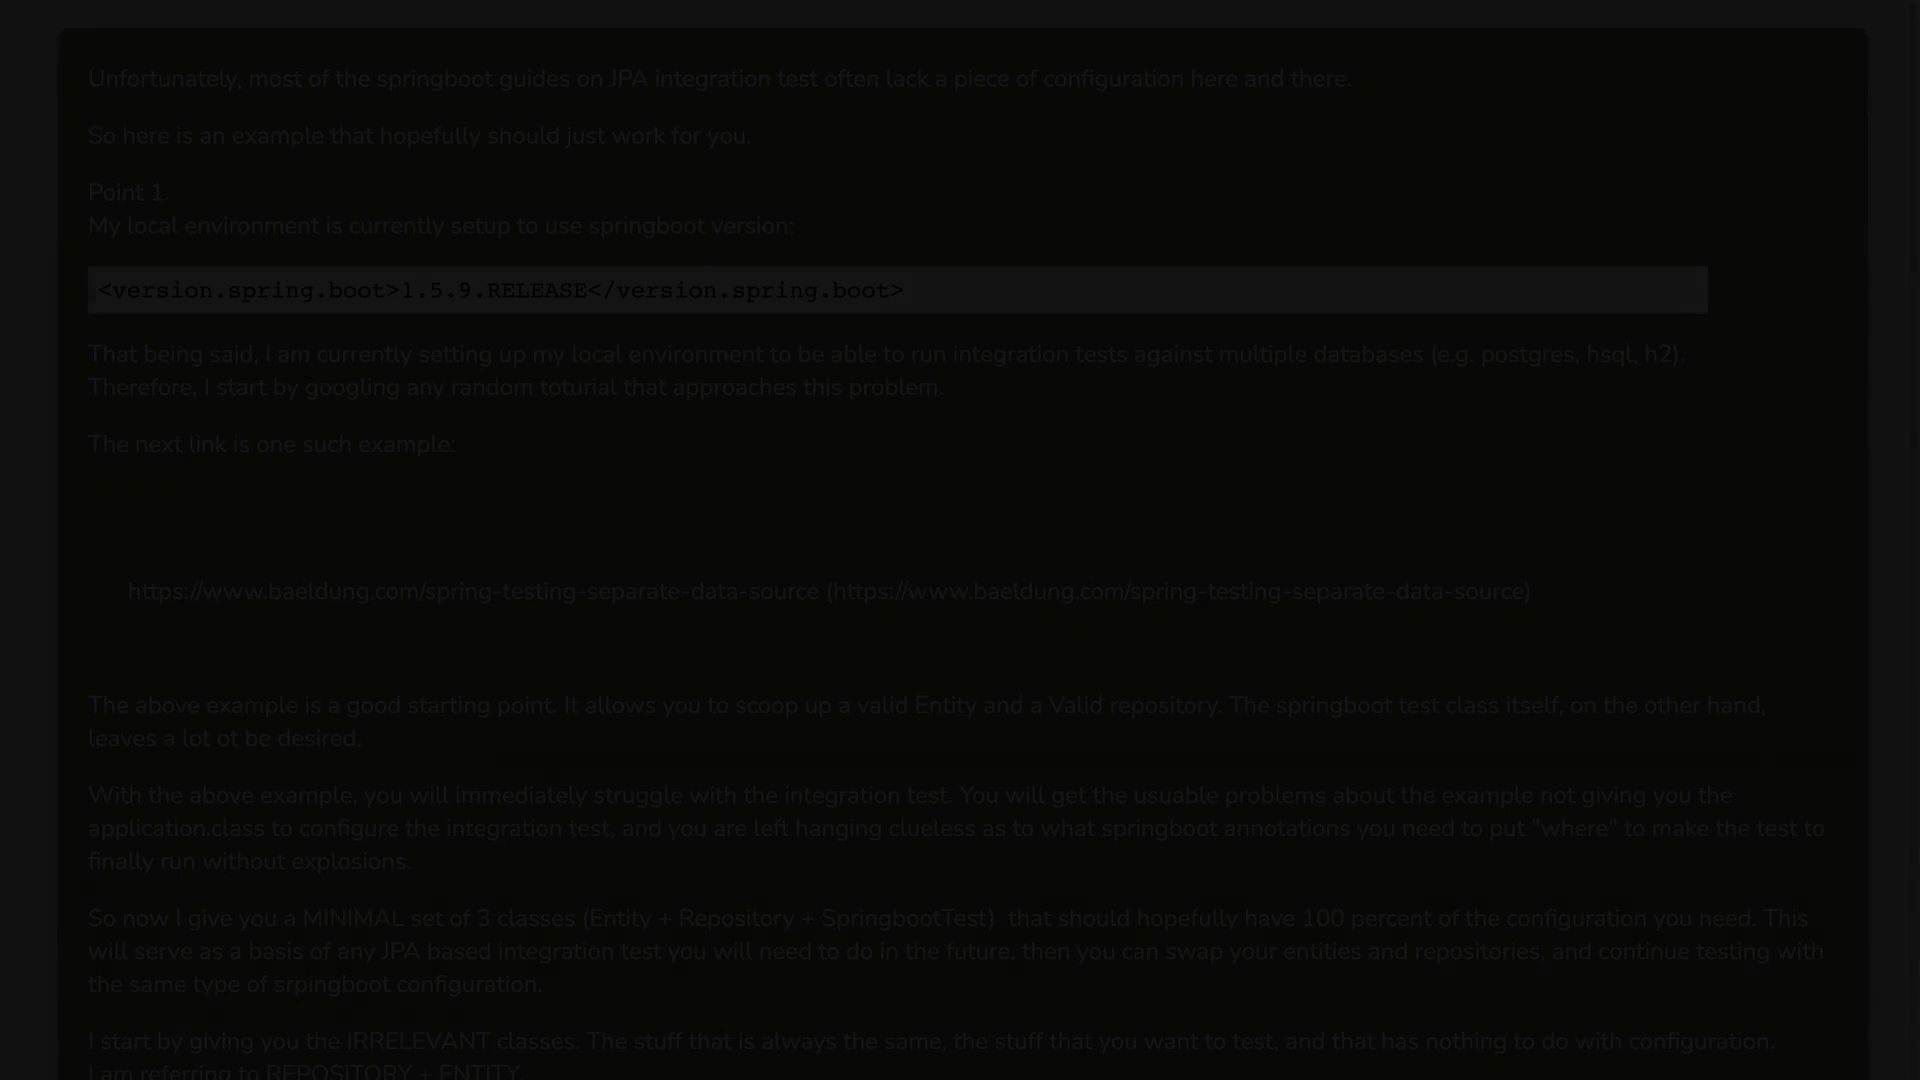 Unfortunately, most of the springboot guides on JPA integration test often lack a piece of configuration here and there.
So here is an example that hopefully should just work for you.
Point 1.
My local environment is currently setup to use springboot version:
<version.spring.boot>1.5.9.RELEASE</version.spring.boot>
That being said, I am currently setting up my local environment to be able to run integration tests against multiple databases (e.g. postgres, hsql, h2).
Therefore, I start by googling any random toturial that approaches this problem.
The next link is one such example:
https://www.baeldung.com/spring-testing-separate-data-source (https://www.baeldung.com/spring-testing-separate-data-source)
The above example is a good starting point. It allows you to scoop up a valid Entity and a Valid repository. The springboot test class itself, on the other hand,
leaves a lot ot be desired.
With the above example, you will immediately struggle with the integration test. You will get the usuable problems about the example not giving you the
application.class to configure the integration test, and you are left hanging clueless as to what springboot annotations you need to put "where" to make the test to
finally run without explosions.
So now I give you a MINIMAL set of 3 classes (Entity + Repository + SpringbootTest)  that should hopefully have 100 percent of the configuration you need. This
will serve as a basis of any JPA based integration test you will need to do in the future. then you can swap your entities and repositories, and continue testing with
the same type of srpingboot configuration.
I start by giving you the IRRELEVANT classes. The stuff that is always the same, the stuff that you want to test, and that has nothing to do with configuration.
I am referring to REPOSITORY + ENTITY.